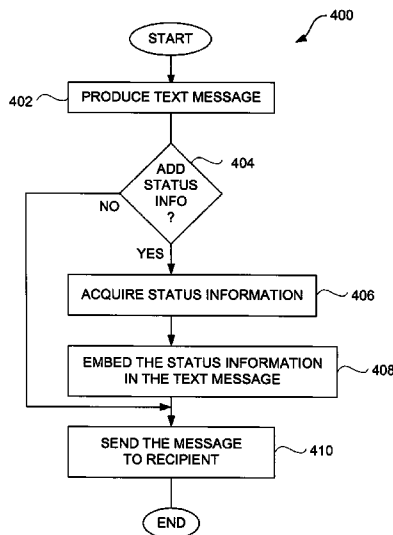 400
START
402
PRODUCE TEXT MESSAGE
404
ADD
STATUS
INFO
?
NO
YES
ACQUIRE STATUS INFORMATION
406
EMBED THE STATUS INFORMATION
IN THE TEXT MESSAGE
408
SEND THE MESSAGE
TO RECIPIENT
410
END